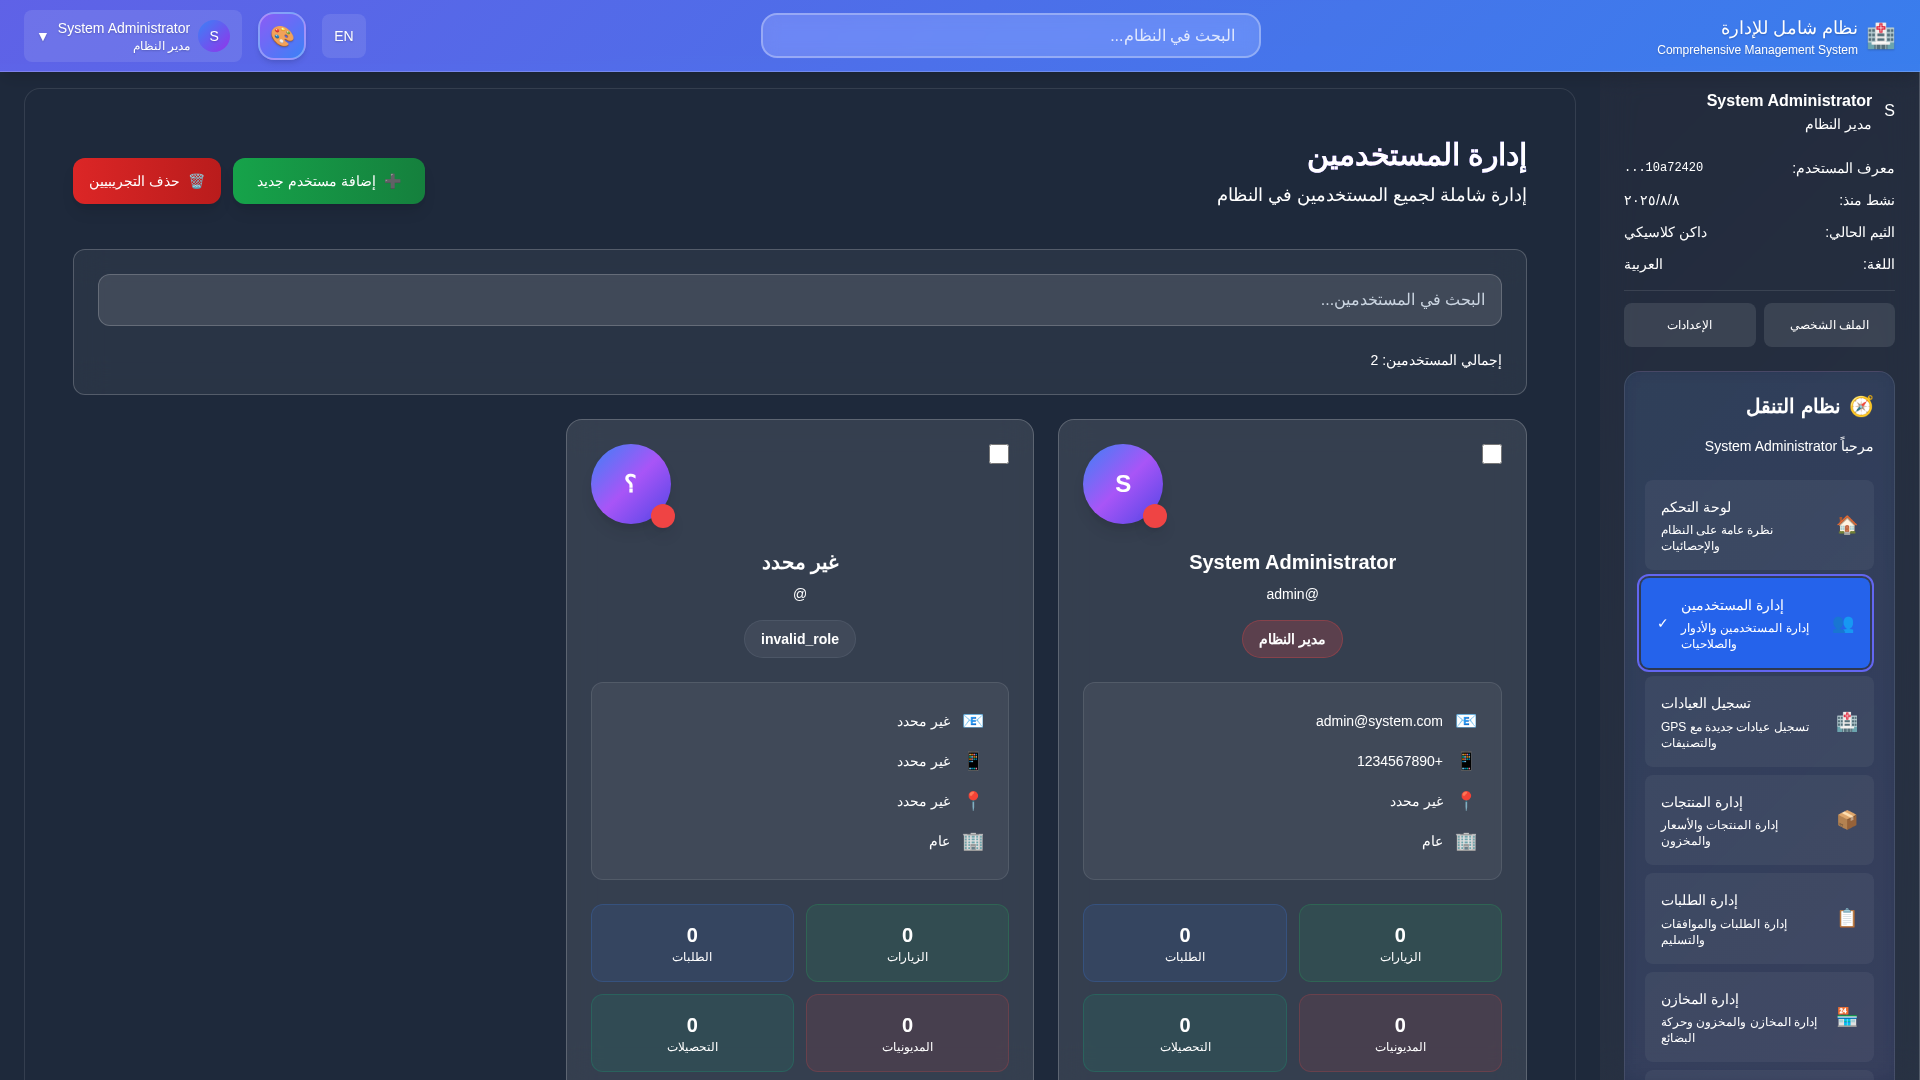 نظام شامل للإدارة
Comprehensive Management System
البحث في النظام...
EN
S
System Administrator
مدير النظام
▼
S
System Administrator
مدير النظام
معرف المستخدم:
10a72420...
نشط منذ:
٢٠٢٥/٨/٨
الثيم الحالي:
داكن كلاسيكي
اللغة:
العربية
الملف الشخصي
الإعدادات
نظام التنقل
مرحباً System Administrator
لوحة التحكم
نظرة عامة على النظام
والإحصائيات
إدارة المستخدمين
إدارة المستخدمين والأدوار
والصلاحيات
✓
تسجيل العيادات
تسجيل عيادات جديدة مع GPS
والتصنيفات
إدارة المنتجات
إدارة المنتجات والأسعار
والمخزون
إدارة الطلبات
إدارة الطلبات والموافقات
والتسليم
إدارة المخازن
إدارة المخازن والمخزون وحركة
البضائع
إدارة المستخدمين
إدارة شاملة لجميع المستخدمين في النظام
إضافة مستخدم جديد
حذف التجريبيين
البحث في المستخدمين...
إجمالي المستخدمين: 2
S
System Administrator
admin@
مدير النظام
admin@system.com
1234567890+
غير محدد
عام
0
الزيارات
0
الطلبات
0
المديونيات
0
التحصيلات
؟
غير محدد
@
invalid_role
غير محدد
غير محدد
غير محدد
عام
0
الزيارات
0
الطلبات
0
المديونيات
0
التحصيلات